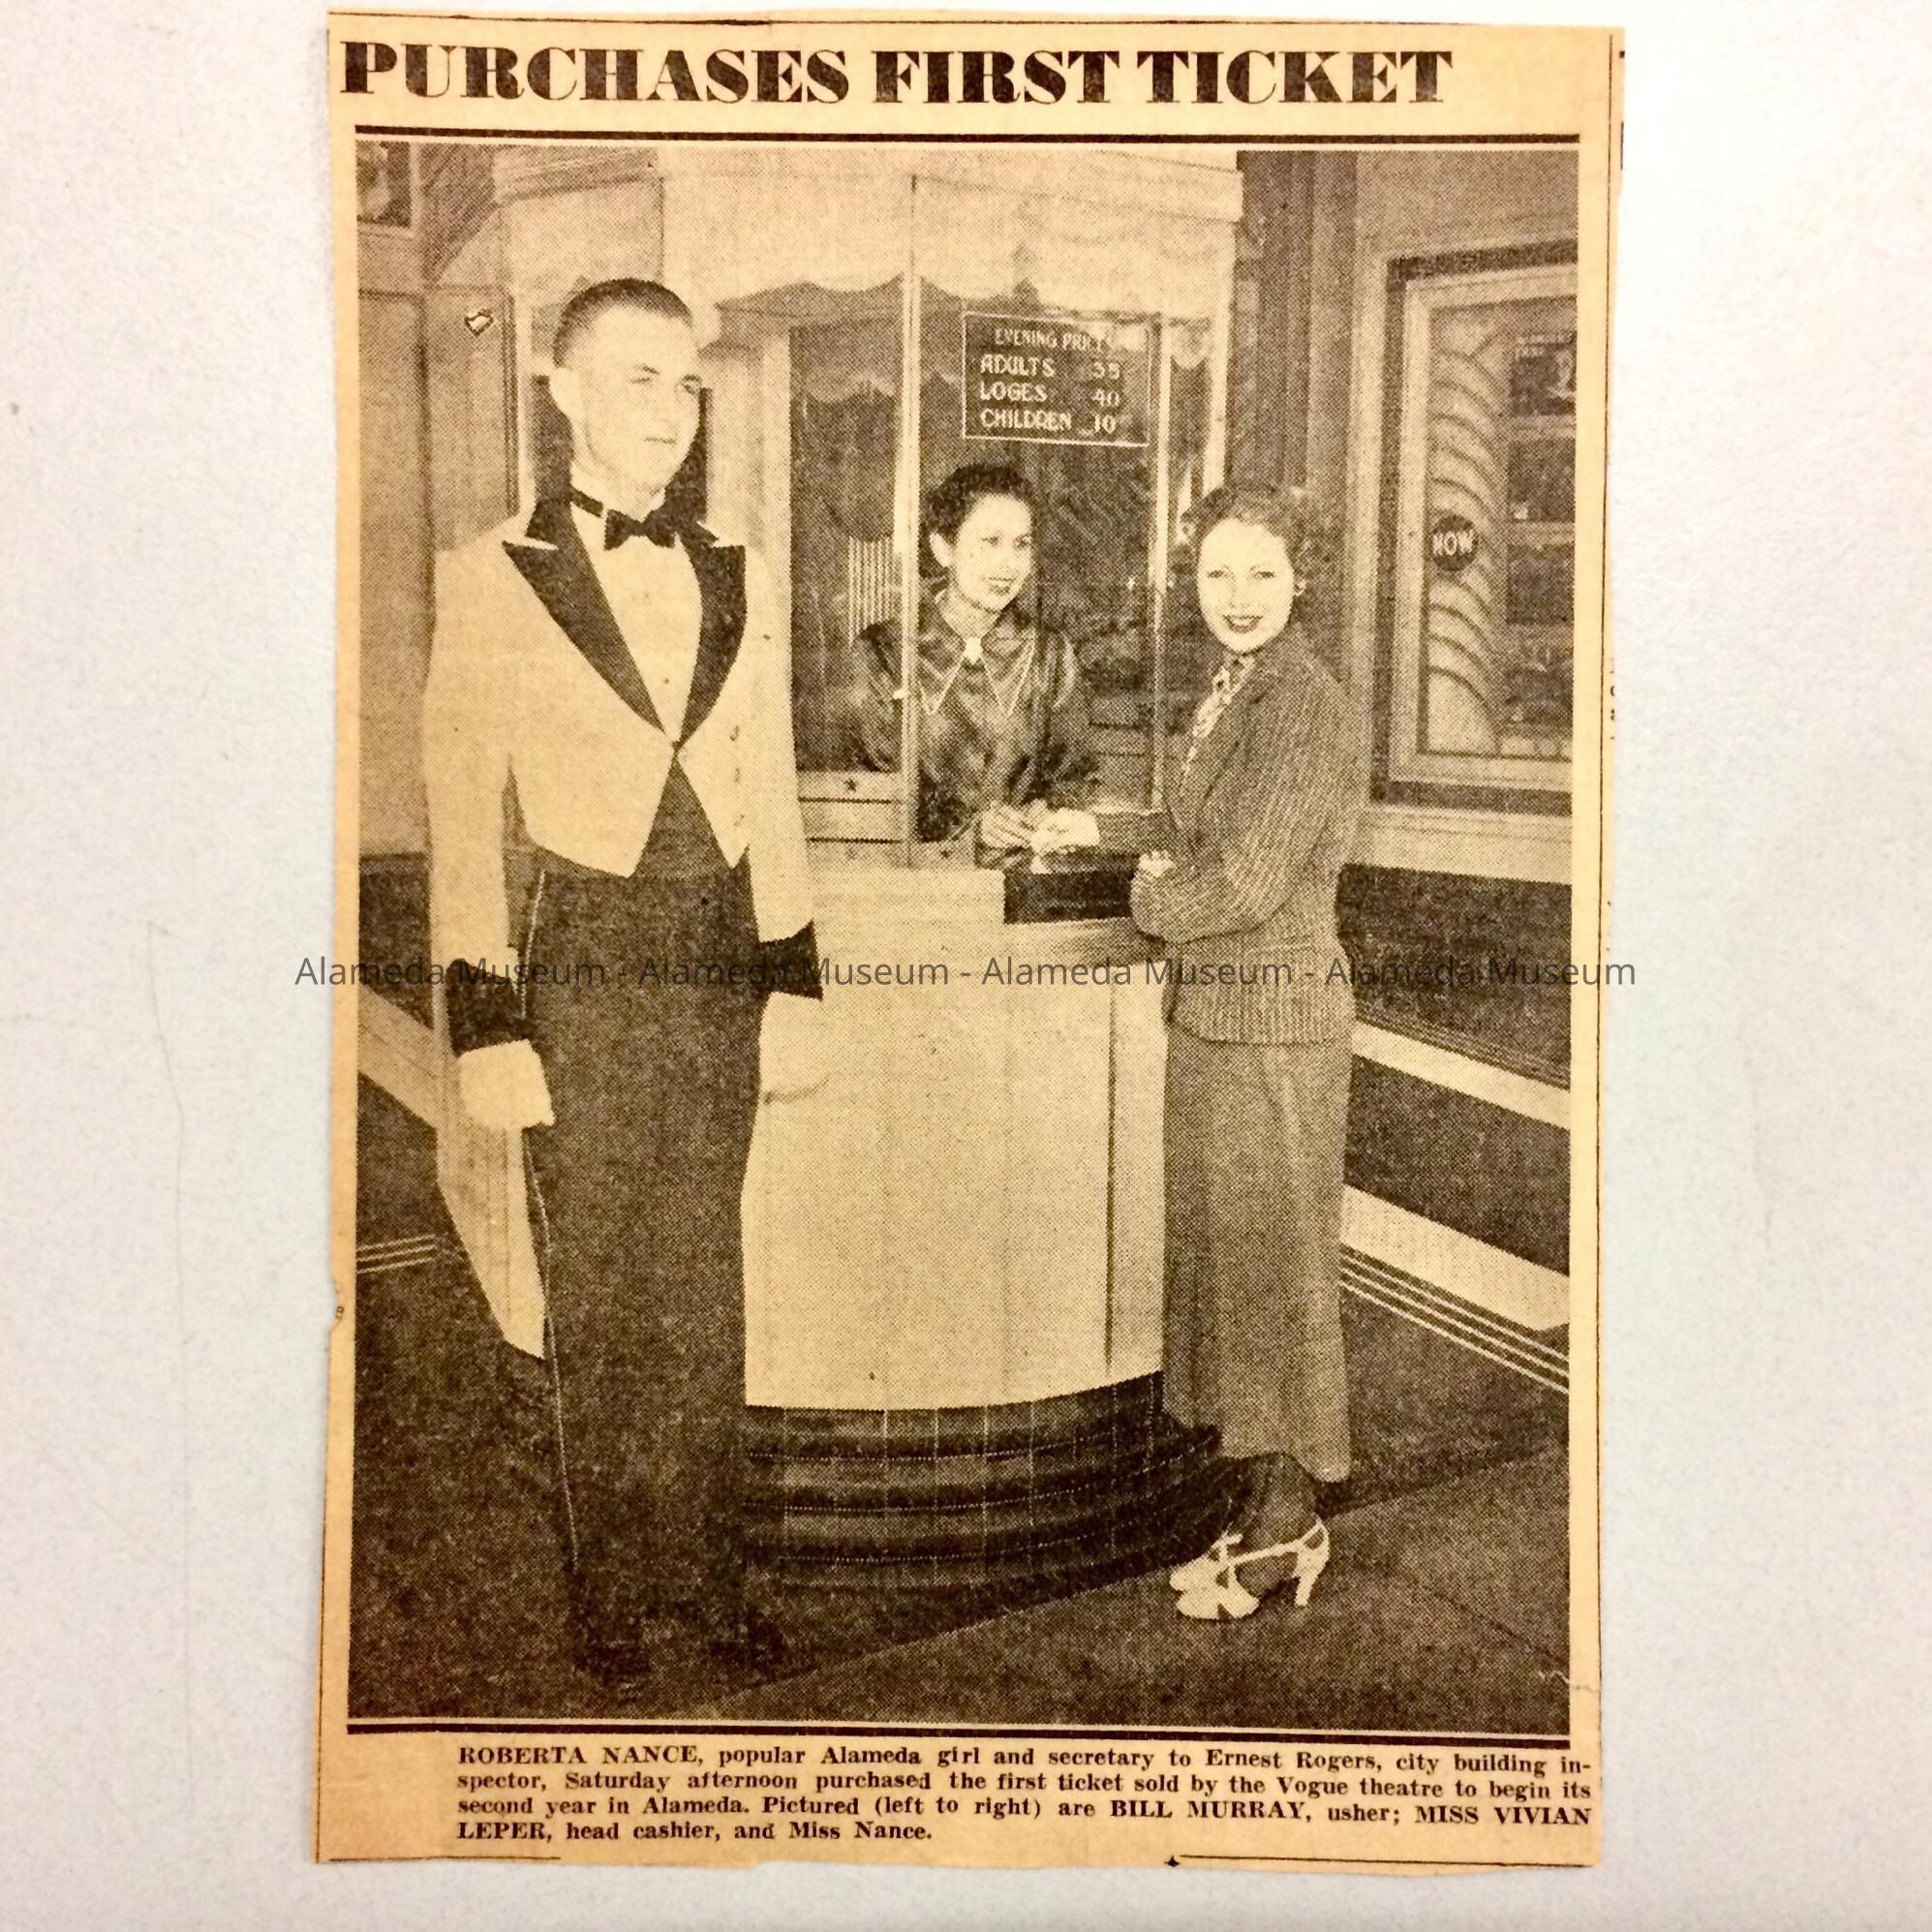 PURCHASES FIRST TICKET
EVENING PRICES
ADULTS 35
LOGES 40
CHILDREN 10
NOW
Alameda Museum - Alameda Museum - Alameda Museum - Alameda Museum
ROBERTA NANCE, popular Alameda girl and secretary to Ernest Rogers, city building in-
spector, Saturday afternoon purchased the first ticket sold by the Vogue theatre to begin its
second year in Alameda. Pictured (left to right) are BILL MURRAY, usher; MISS VIVIAN
LEPER, head cashier, and Miss Nance.